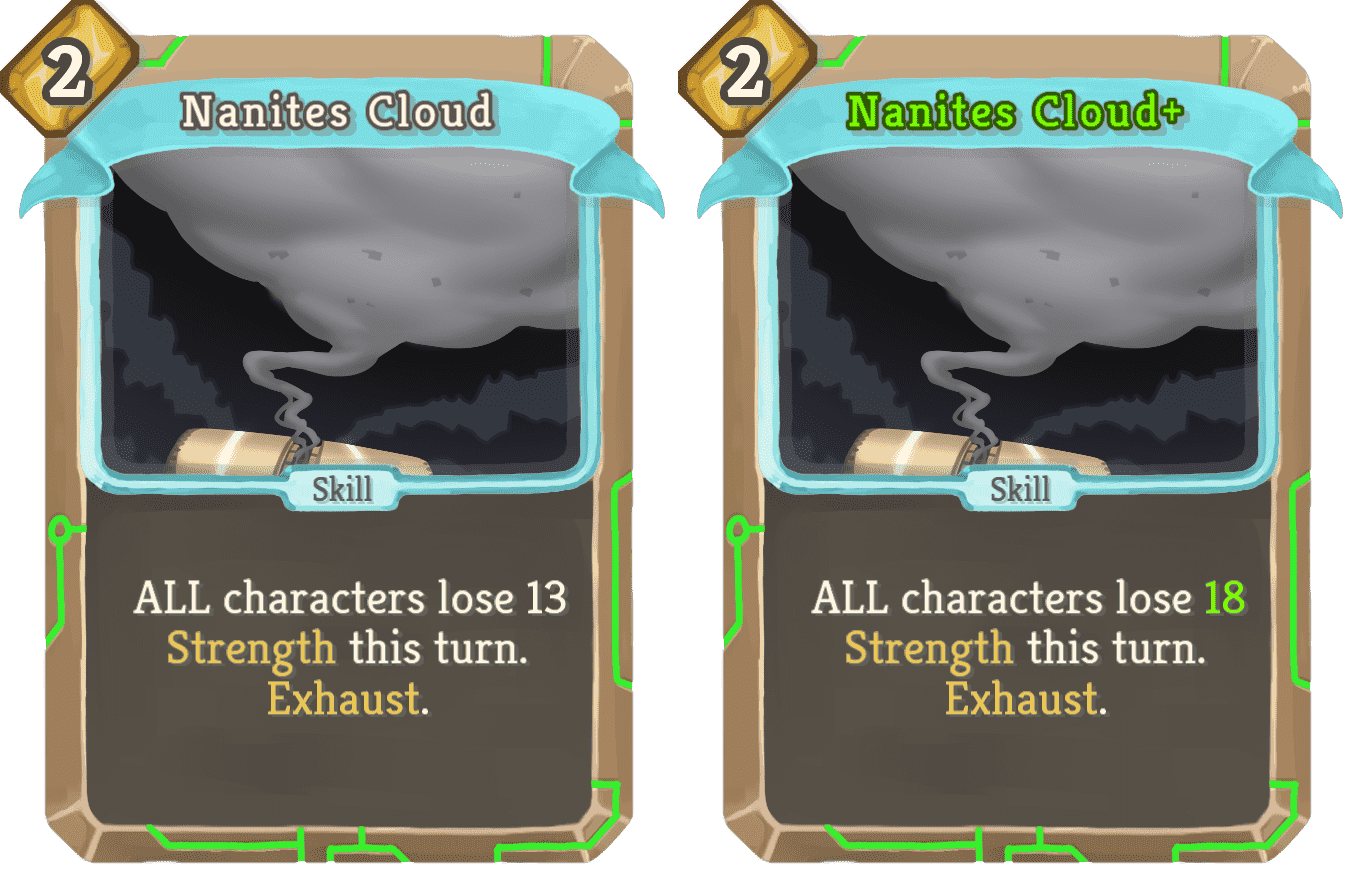 2
Nanites Cloud
Skill
ALL characters lose 13
Strength this turn.
Exhaust.
2
Nanites Cloud+
Skill
ALL characters lose 18
Strength this turn.
Exhaust.